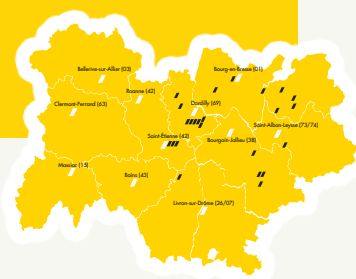 Bellerive-sur-Allier (03)
Bourg-en-Bresse (01)
Roanne (42)
Clermont-Ferrand (63)
Dardilly (69)
Saint-Alban-Leysse (73/74)
Saint-Étienne (42)
Bourgoin-Jallieu (38)
Massiac (15)
Bains (43)
Livron-sur-Drôme (26/07)